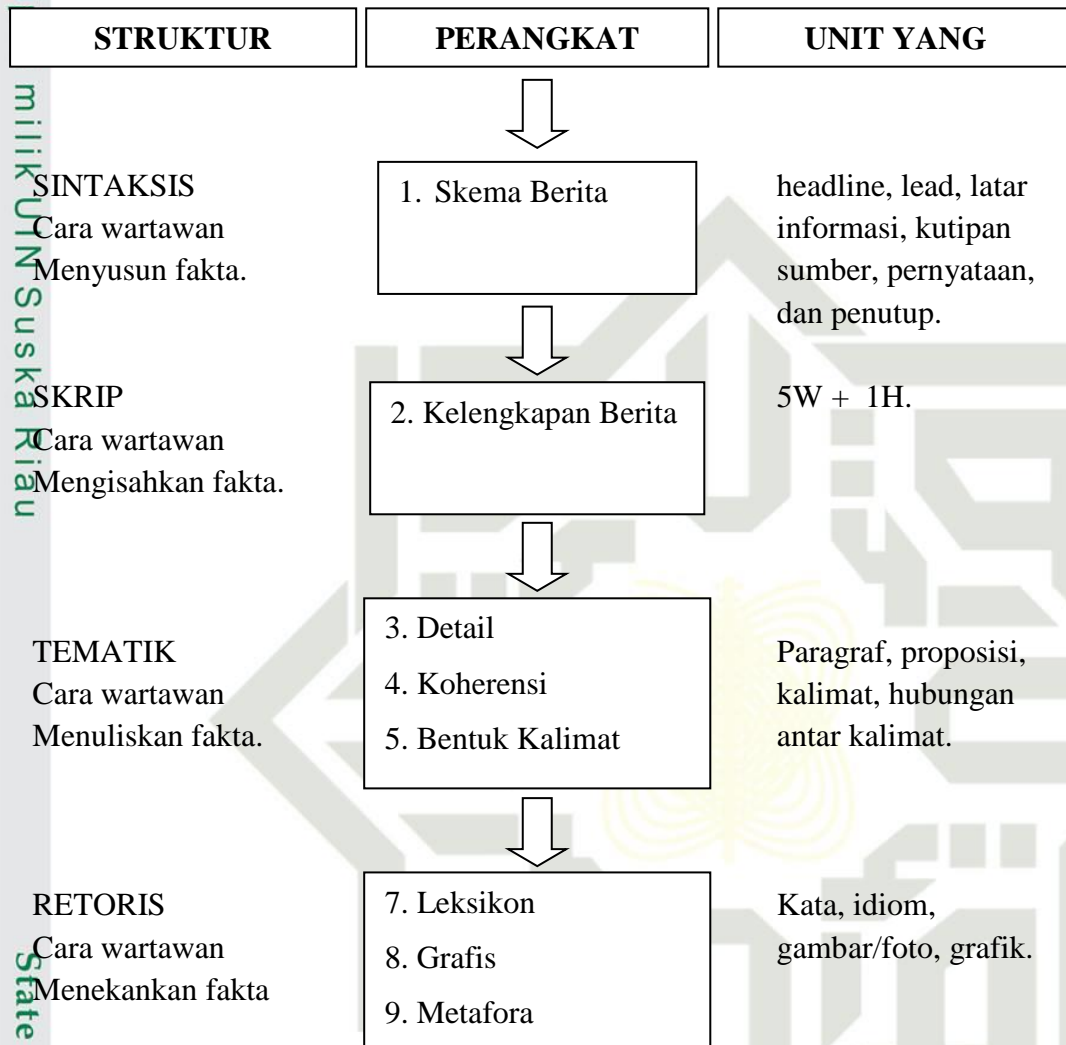 STRUKTUR
PERANGKAT
UNIT YANG
SINTAKSIS
Cara wartawan
Menyusun fakta.
1. Skema Berita
headline, lead, latar
informasi, kutipan
sumber, pernyataan,
dan penutup.
SKRIP
Cara wartawan
Mengisahkan fakta.
2. Kelengkapan Berita
5W + 1H.
TEMATIK
Cara wartawan
Menuliskan fakta.
3. Detail
4. Koherensi
5. Bentuk Kalimat
Paragraf, proposisi,
kalimat, hubungan
antar kalimat.
RETORIS
Cara wartawan
Menekankan fakta
7. Leksikon
8. Grafis
9. Metafora
Kata, idiom,
gambar/foto, grafik.
milik UIN Suska Riau
State